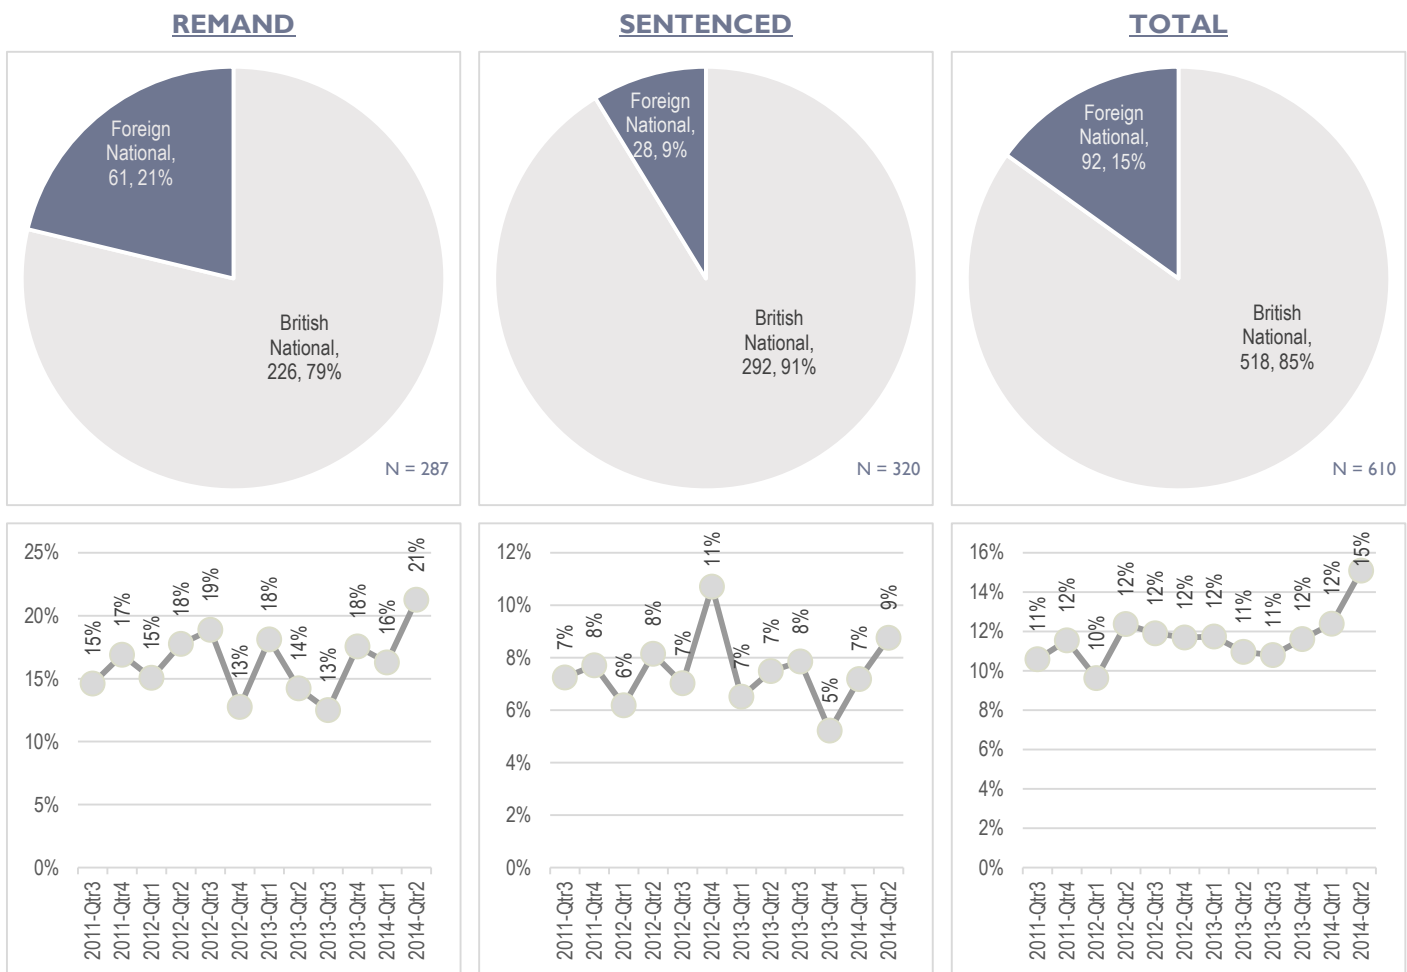 REMAND
Foreign
National,
61, 21%
British
National,
226, 79%
N = 287
SENTENCED
Foreign
National,
28, 9%
British
National,
292, 91%
N = 320
TOTAL
Foreign
National,
92, 15%
British
National,
518, 85%
N = 610
25%
20%
15%
10%
5%
0%
15%
17%
15%
18%
19%
13%
18%
14%
13%
18%
16%
21%
2011-Qtr3
2011-Qtr4
2012-Qtr1
2012-Qtr2
2012-Qtr3
2012-Qtr4
2013-Qtr1
2013-Qtr2
2013-Qtr3
2013-Qtr4
2014-Qtr1
2014-Qtr2
12%
10%
8%
6%
4%
2%
0%
7%
8%
6%
8%
7%
11%
7%
7%
8%
5%
7%
9%
2011-Qtr3
2011-Qtr4
2012-Qtr1
2012-Qtr2
2012-Qtr3
2012-Qtr4
2013-Qtr1
2013-Qtr2
2013-Qtr3
2013-Qtr4
2014-Qtr1
2014-Qtr2
16%
14%
12%
10%
8%
6%
4%
2%
0%
11%
12%
10%
12%
12%
12%
12%
11%
11%
12%
12%
15%
2011-Qtr3
2011-Qtr4
2012-Qtr1
2012-Qtr2
2012-Qtr3
2012-Qtr4
2013-Qtr1
2013-Qtr2
2013-Qtr3
2013-Qtr4
2014-Qtr1
2014-Qtr2